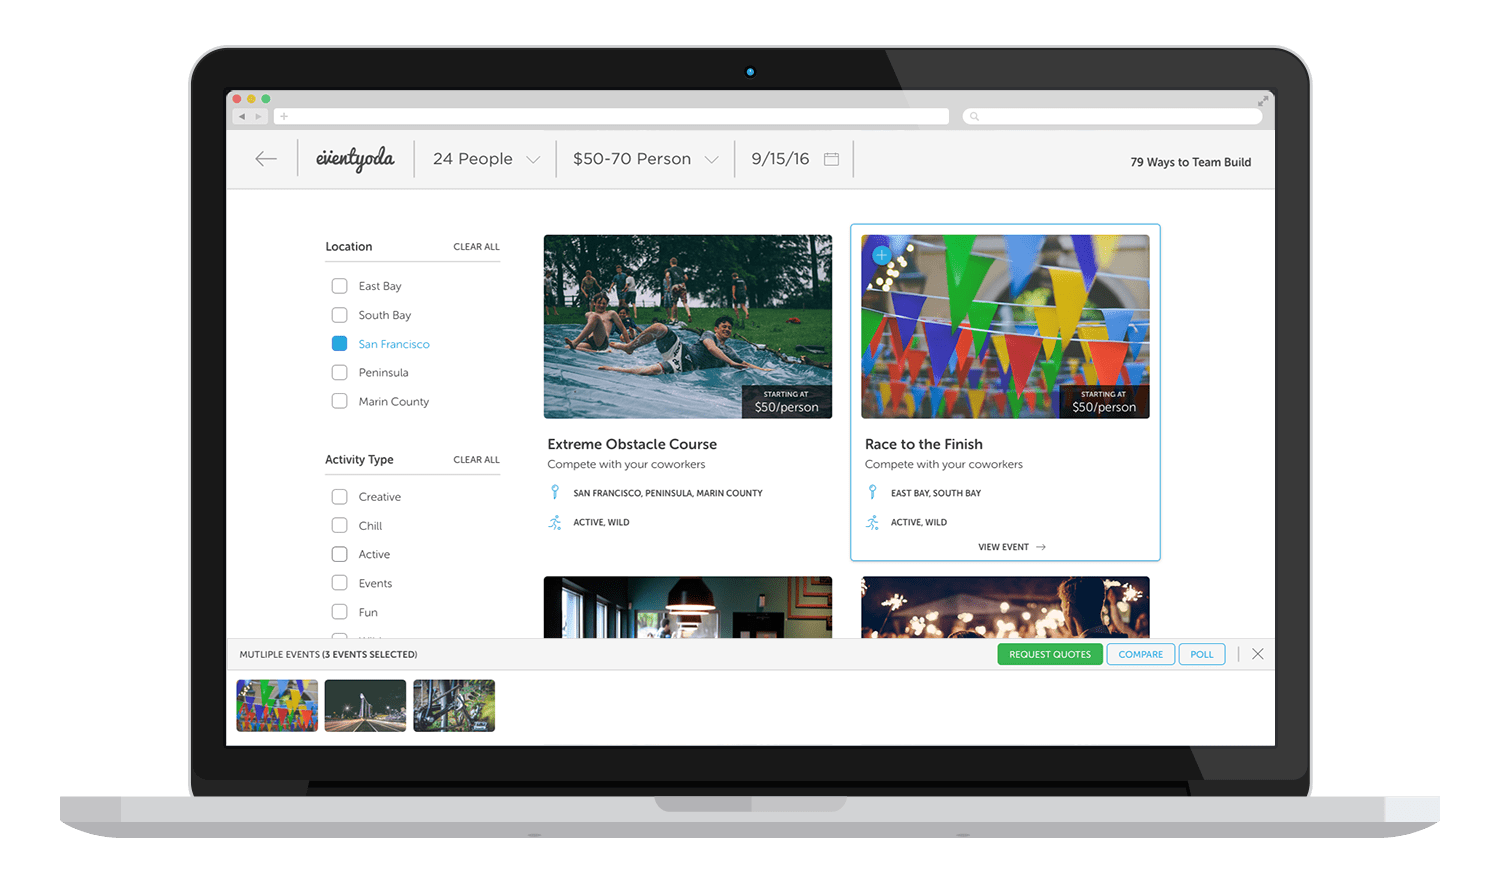 eventyoda
24 People
$50-70 Person
9/15/16
79 Ways to Team Build
Location
CLEAR ALL
East Bay
South Bay
San Francisco
Peninsula
Marin County
Activity Type
CLEAR ALL
Creative
Chill
Active
Events
Fun
STARTING AT
$50/person
Extreme Obstacle Course
Compete with your coworkers
SAN FRANCISCO, PENINSULA, MARIN COUNTY
ACTIVE, WILD
STARTING AT
$50/person
Race to the Finish
Compete with your coworkers
EAST BAY, SOUTH BAY
ACTIVE, WILD
VIEW EVENT
MUTLIPLE EVENTS (3 EVENTS SELECTED)
REQUEST QUOTES
COMPARE
POLL